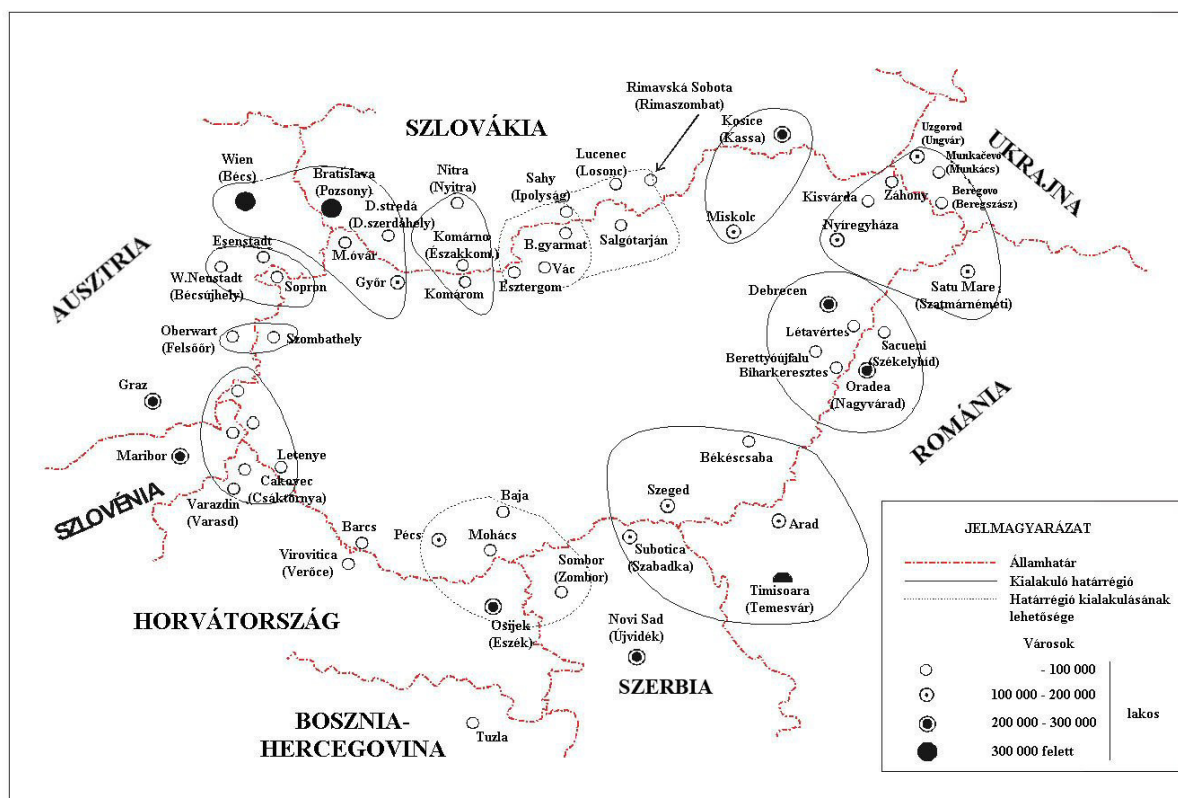 Rimavská Sobota
(Rimaszombat)
SZLOVÁKIA
Kosice
(Kassa)
Uzgorod
(Ungvár)
Munkačevo
(Munkács)
UKRAJNA
Wien
(Bécs)
Bratislava
(Pozsony)
Nitra
(Nyitra)
Lucenec
(Losonc)
Sahy
(Ipolyság)
D.stredá
(D.szerdahely)
Kisvárda
Záhony
Beregovo
(Beregszász)
Miskolc
Nyíregyháza
AUSZTRIA
Esenstadt
M.óvár
Komárno
(Északkom.)
B.gyarmat
Salgótarján
Vác
W.Neustadt
(Bécsújhely)
Sopron
Győr
Komárom
Esztergom
Satu Mare
(Szatmárnémeti)
Debrecen
Oberwart
(Felsőőr)
Szombathely
Létavértes
Sacueni
(Székelyhíd)
Berettyóújfalu
Biharkeresztes
Oradea
(Nagyvárad)
Graz
ROMÁNIA
Maribor
Letenye
Cakovec
(Csáktornya)
SZLOVÉNIA
Varazdin
(Varasd)
Békéscsaba
Szeged
Baja
Arad
Barcs
Pécs
Mohács
Subotica
(Szabadka)
Virovitica
(Verőce)
Sombor
(Zombor)
Timisoara
(Temesvár)
HORVÁTORSZÁG
Osijek
(Eszék)
Novi Sad
(Újvidék)
SZERBIA
BOSZNIA-
HERCEGOVINA
Tuzla
JELMAGYARÁZAT
Államhatár
Kialakuló határrégió
Határrégió kialakulásának
lehetősége
Városok
- 100 000
100 000 - 200 000
200 000 - 300 000
300 000 felett
lakos